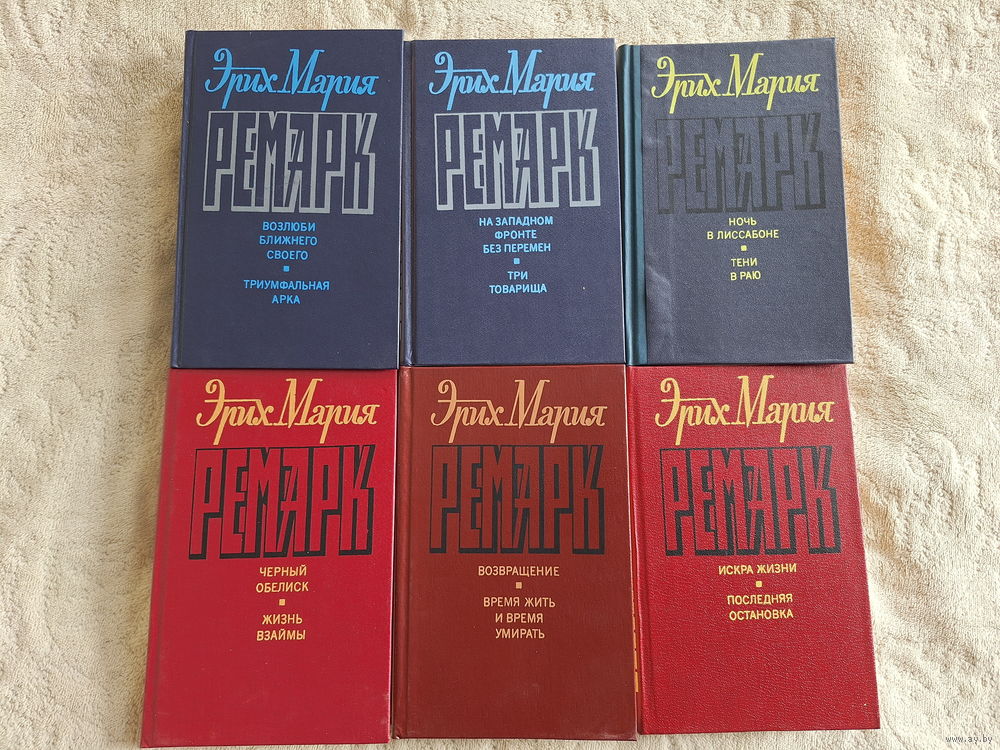 Эрих Мария
РЕМАРК
ВОЗЛЮБИ
БЛИЖНЕГО
СВОЕГО
ТРИУМФАЛЬНАЯ
АРКА
Эрих Мария
РЕМАРК
НА ЗАПАДНОМ
ФРОНТЕ
БЕЗ ПЕРЕМЕН
ТРИ
ТОВАРИЩА
Эрих Мария
РЕМАРК
НОЧЬ
В ЛИССАБОНЕ
ТЕНИ
В РАЮ
Эрих Мария
РЕМАРК
ЧЕРНЫЙ
ОБЕЛИСК
ЖИЗНЬ
ВЗАЙМЫ
Эрих Мария
РЕМАРК
ВОЗВРАЩЕНИЕ
ВРЕМЯ ЖИТЬ
И ВРЕМЯ
УМИРАТЬ
Эрих Мария
РЕМАРК
ИСКРА ЖИЗНИ
ПОСЛЕДНЯЯ
ОСТАНОВКА
www.ay.by